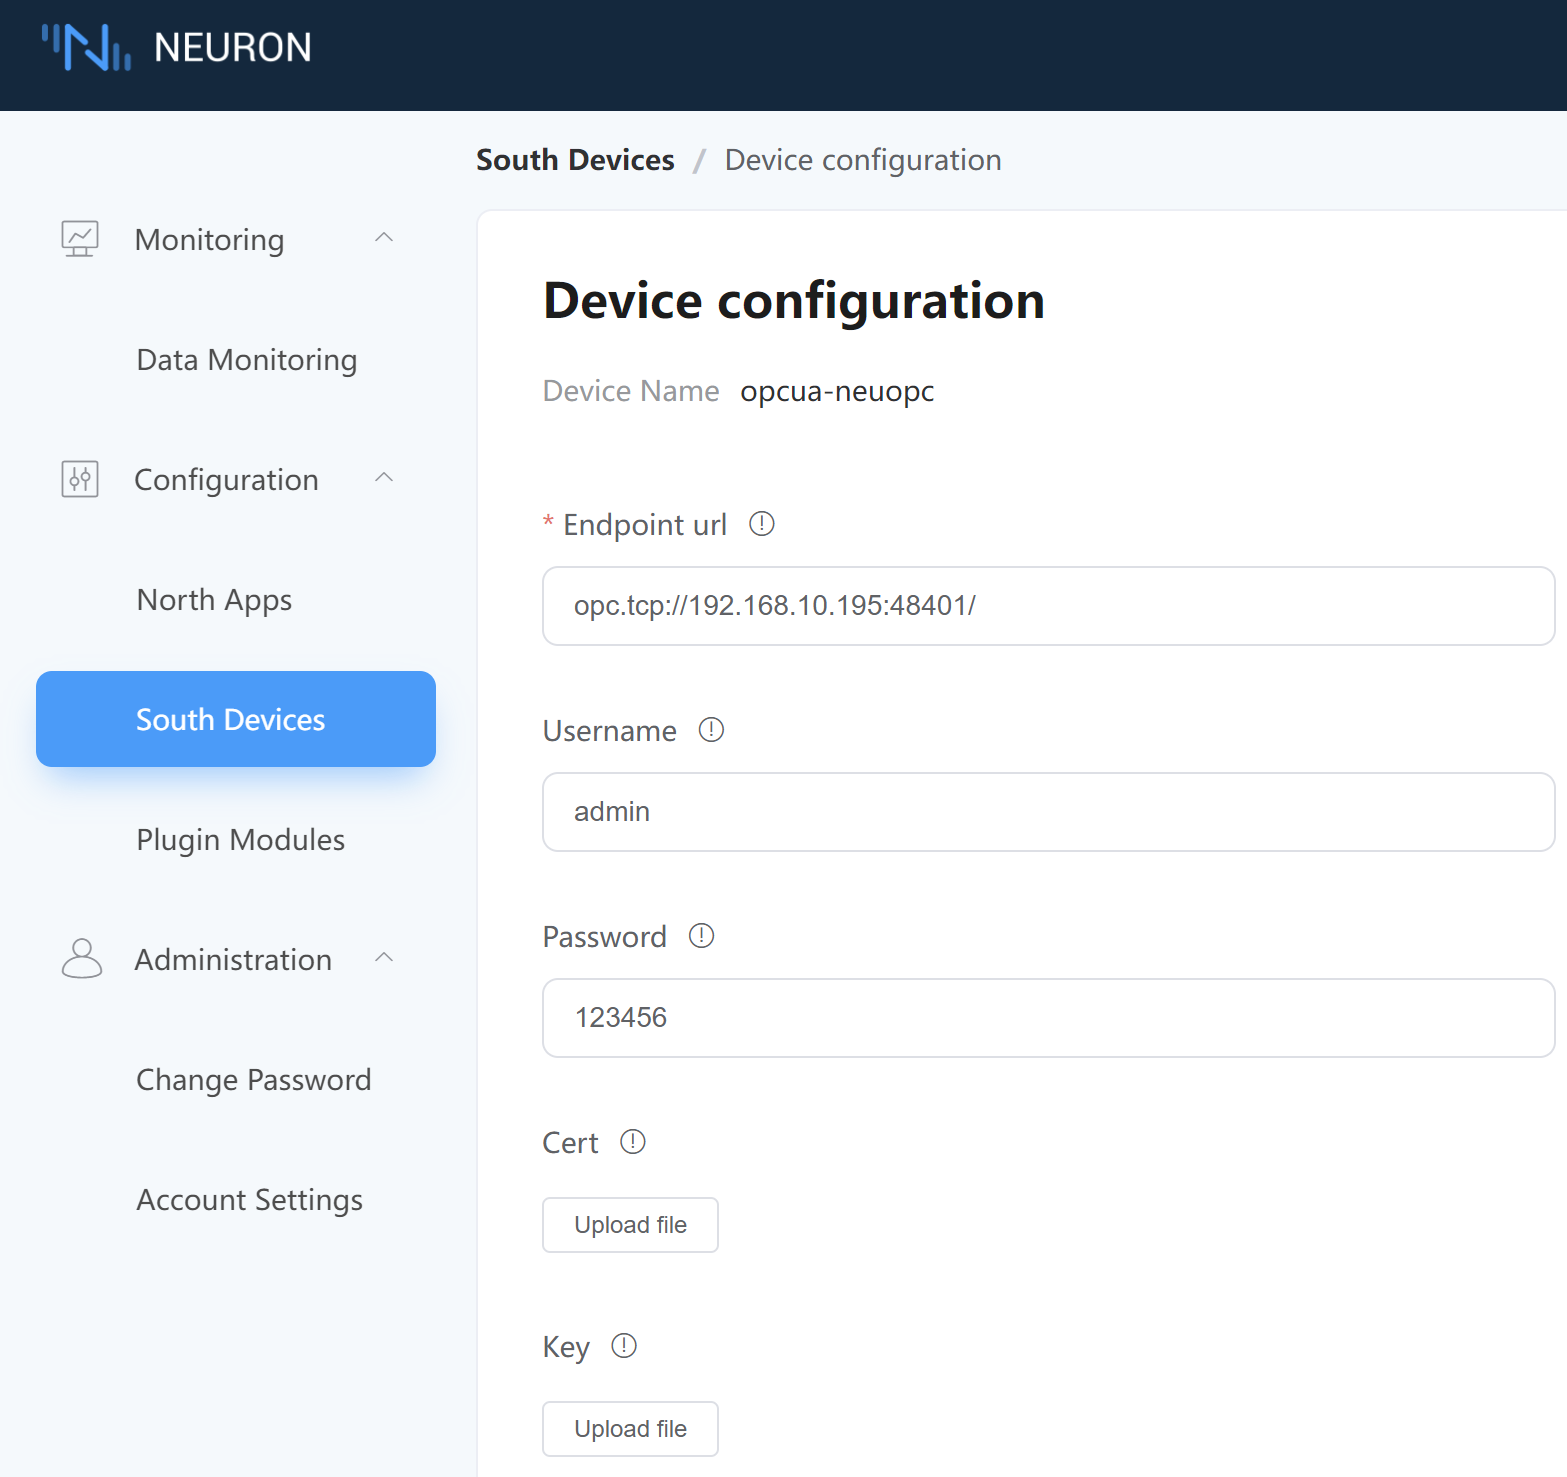 NEURON
South Devices / Device configuration
Monitoring
Data Monitoring
Configuration
North Apps
South Devices
Plugin Modules
Administration
Change Password
Account Settings
Device configuration
Device Name opcua-neuopc
* Endpoint url
opc.tcp://192.168.10.195:48401/
Username
admin
Password
123456
Cert
Upload file
Key
Upload file